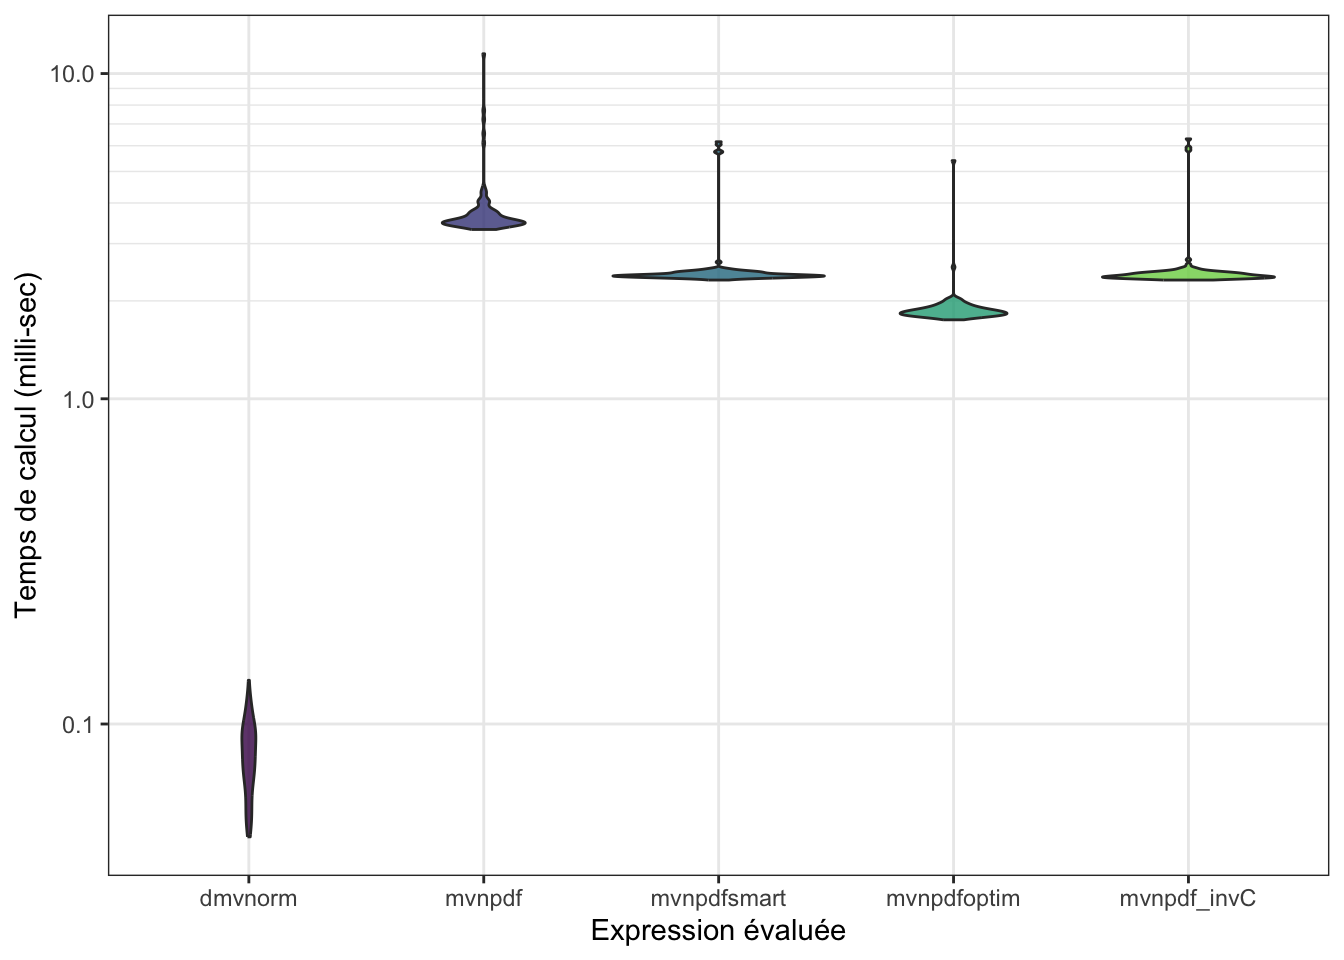 10.0
1.0
0.1
Temps de calcul (milli-sec)
dmvnorm
mvnpdf
mvnpdfsmart
mvnpdfoptim
mvnpdf_invC
Expression évaluée